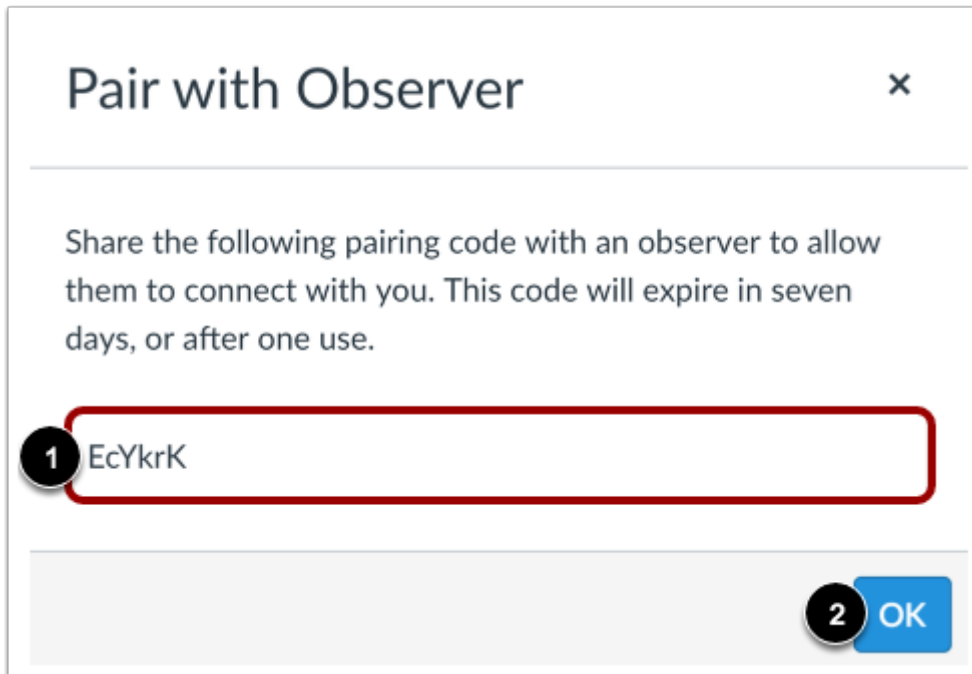 Pair with Observer ×
Share the following pairing code with an observer to allow
them to connect with you. This code will expire in seven
days, or after one use.
1 EcYkrK
2 OK